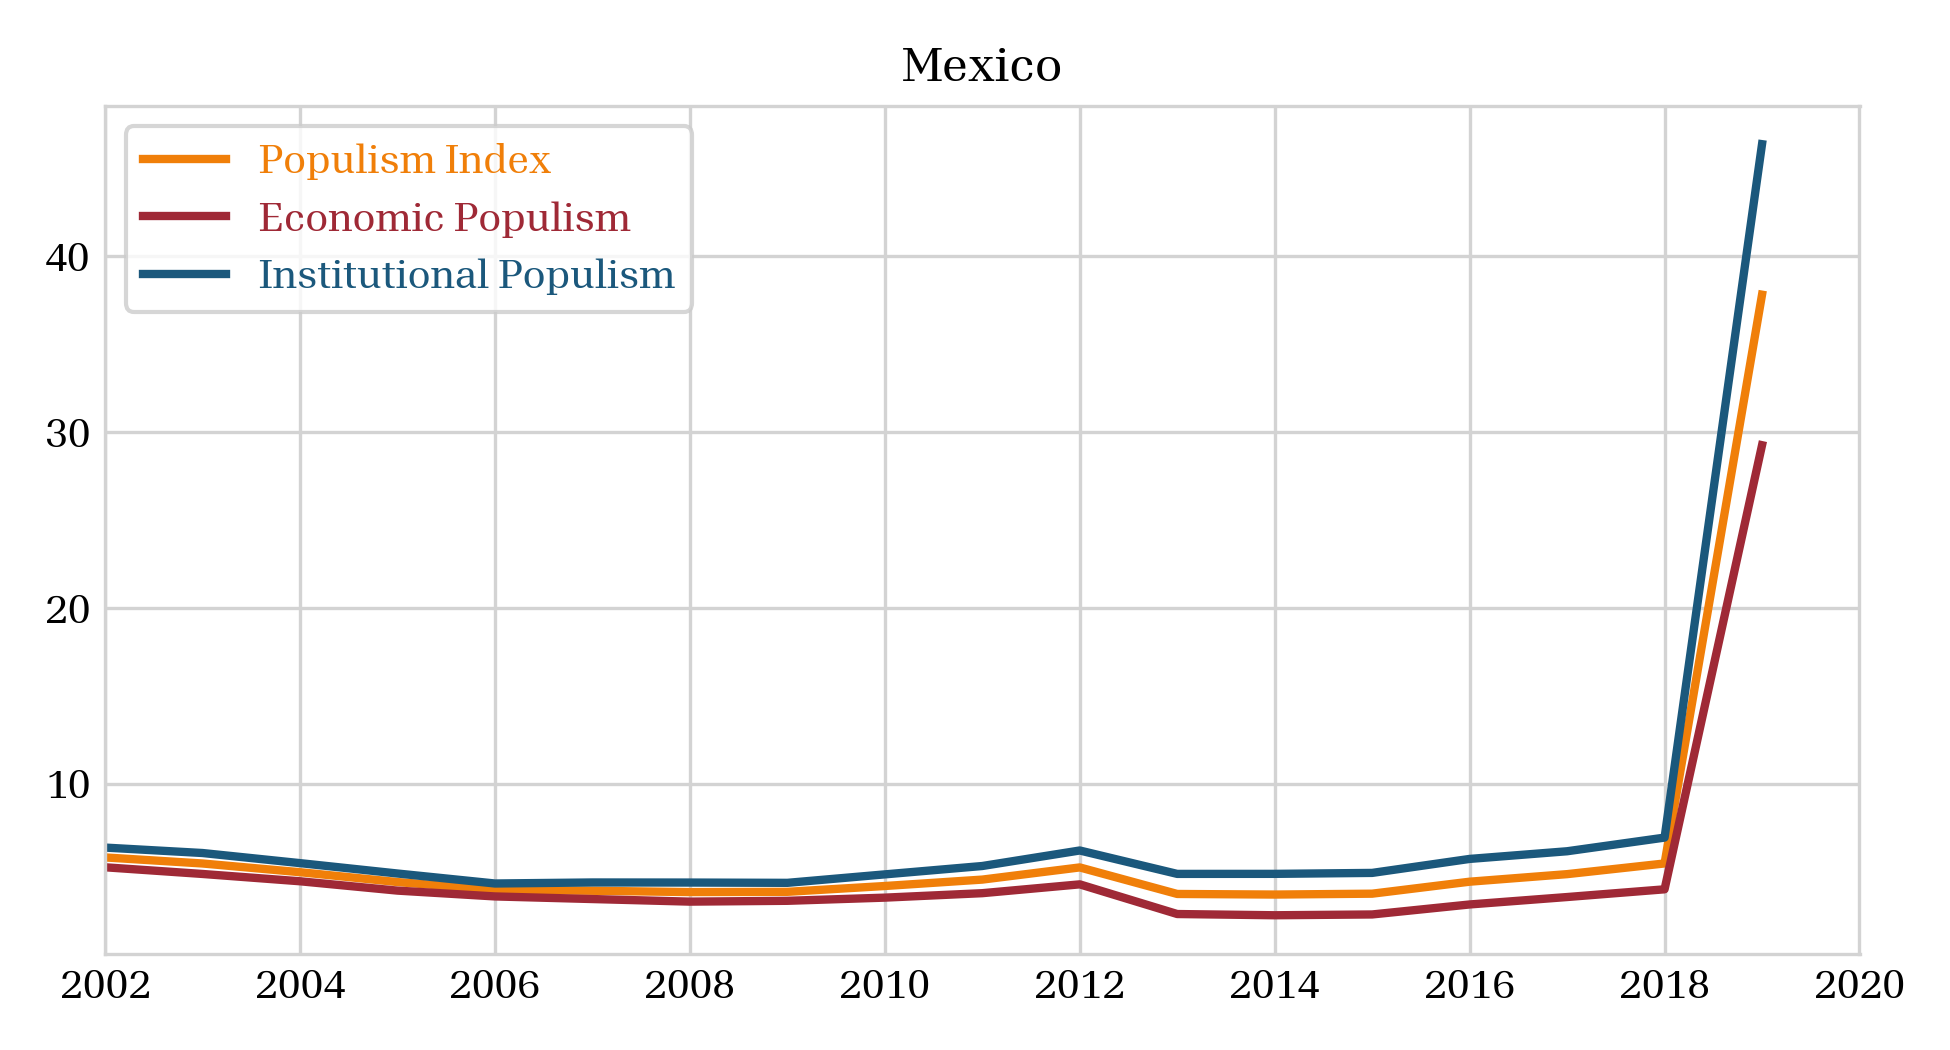 Mexico
Populism Index
Economic Populism
Institutional Populism
40
30
20
10
2002 2004 2006 2008 2010 2012 2014 2016 2018 2020